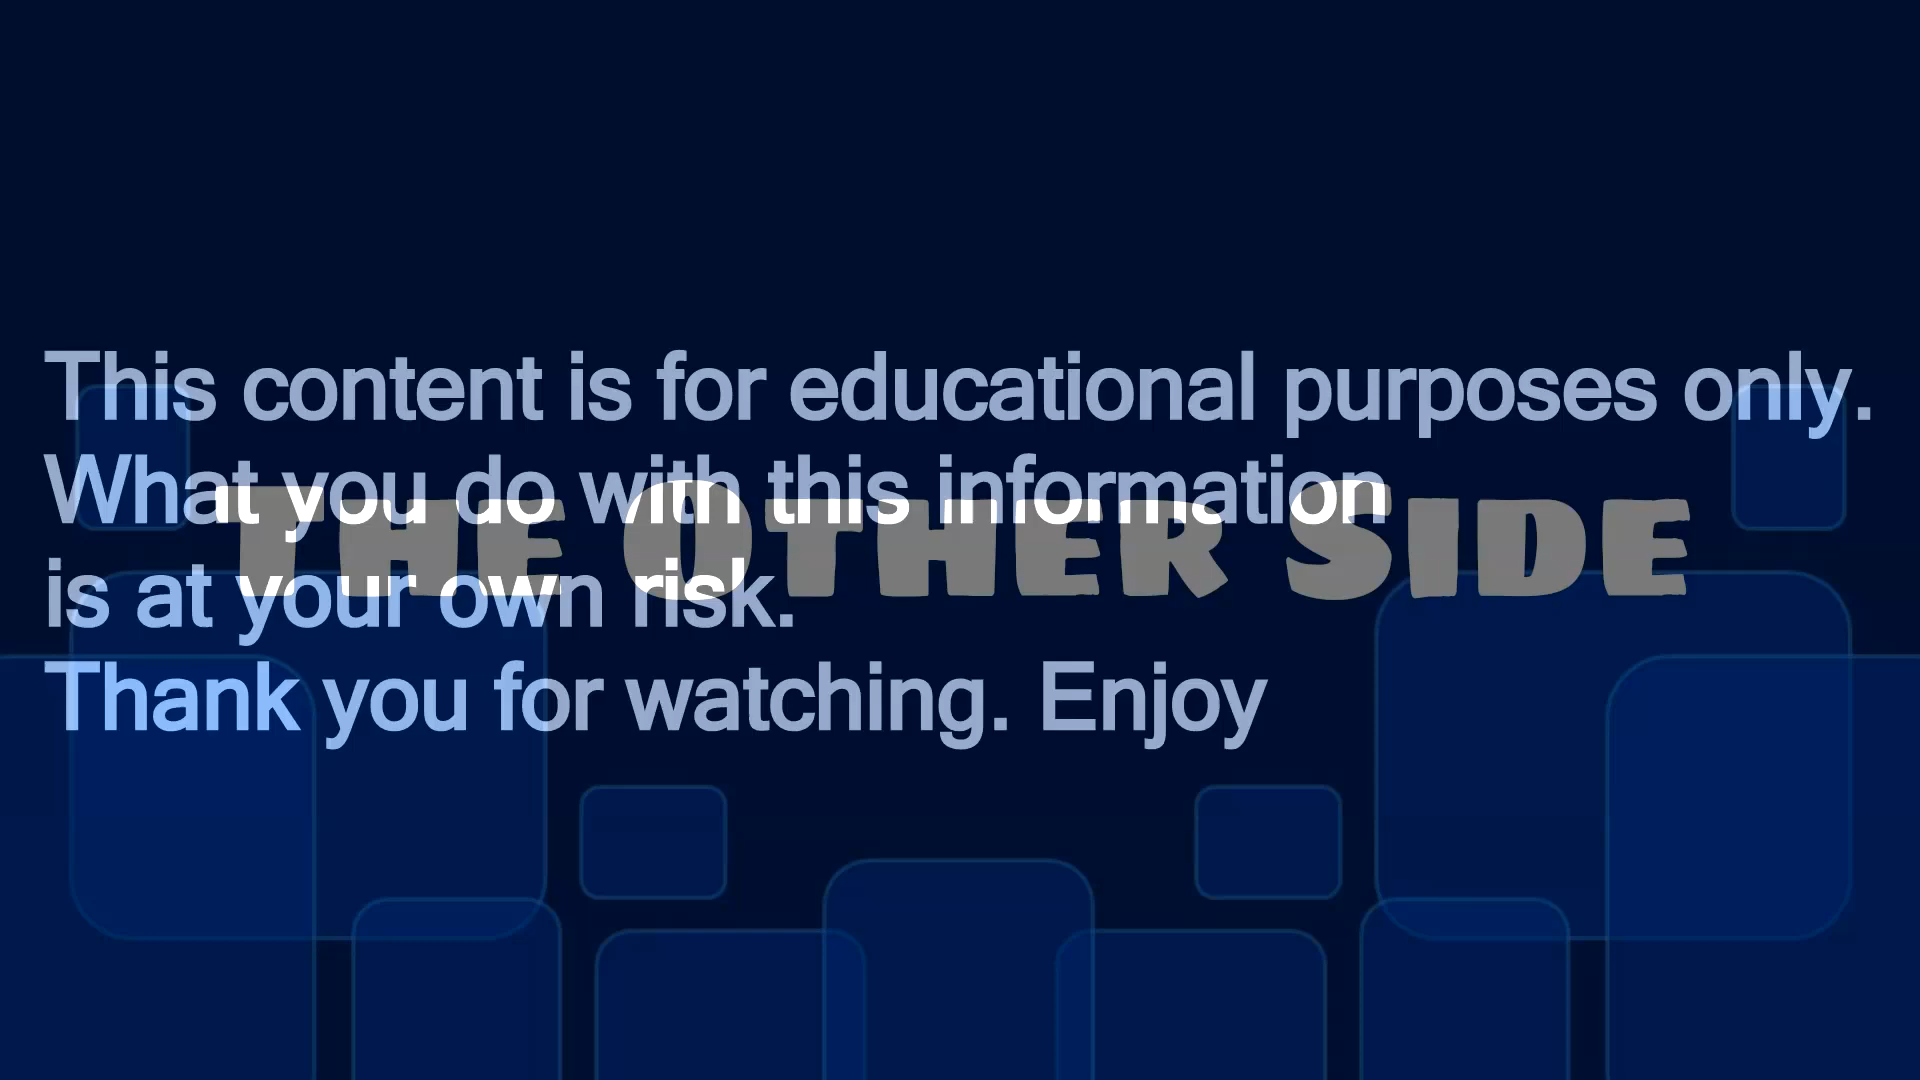 This content is for educational purposes only.
What you do with this information
The Other Side
is at your own risk.
Thank you for watching. Enjoy